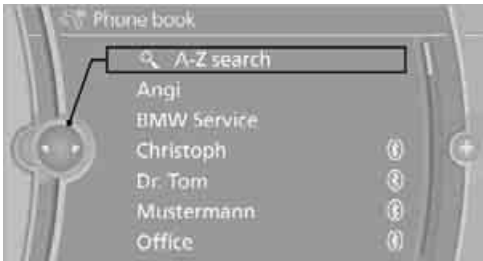 Phone book
A-Z search
Angi
BMW Service
Christoph
Dr. Tom
Mustermann
Office